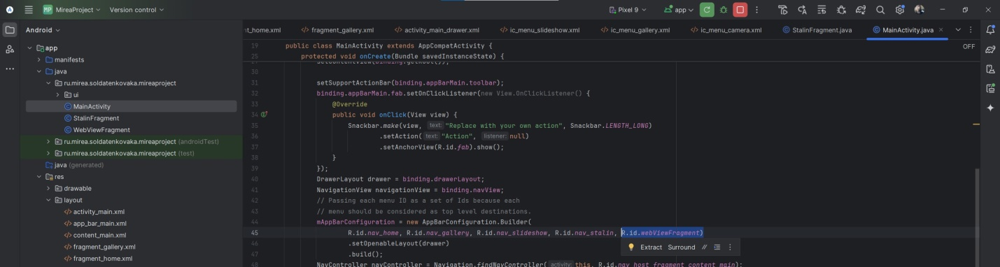 MP MireaProject Version control Pixel 9 app
Android
t_home.xml fragment_gallery.xml activity_main_drawer.xml ic_menu_slideshow.xml ic_menu_gallery.xml ic_menu_camera.xml StalinFragment.java MainActivity.java
OFF
app
manifests
java
ru.mirea.soldatenkovaka.mireaproject
ui
MainActivity
StalinFragment
WebViewFragment
ru.mirea.soldatenkovaka.mireaproject (androidTest)
ru.mirea.soldatenkovaka.mireaproject (test)
java (generated)
res
drawable
layout
activity_main.xml
app_bar_main.xml
content_main.xml
fragment_gallery.xml
fragment_home.xml
19 public class MainActivity extends AppCompatActivity {
25 protected void onCreate(Bundle savedInstanceState) {
29 setContentView(binding.getRoot());
30
31 setSupportActionBar(binding.appBarMain.toolbar);
32 binding.appBarMain.fab.setOnClickListener(new View.OnClickListener() {
33 @Override
34 public void onClick(View view) {
35 Snackbar.make(view, text: "Replace with your own action", Snackbar.LENGTH_LONG)
36 .setAction( text: "Action", listener: null)
37 .setAnchorView(R.id.fab).show();
38 }
39 });
40 DrawerLayout drawer = binding.drawerLayout;
41 NavigationView navigationView = binding.navView;
42 // Passing each menu ID as a set of Ids because each
43 // menu should be considered as top level destinations.
44 mAppBarConfiguration = new AppBarConfiguration.Builder(
45 R.id.nav_home, R.id.nav_gallery, R.id.nav_slideshow, R.id.nav_stalin, R.id.webViewFragment)
46 .setOpenableLayout(drawer)
47 .build();
48 NavController navController = Navigation.findNavController( activity: this, R.id.nav_host_fragment_content_main);
Extract Surround //